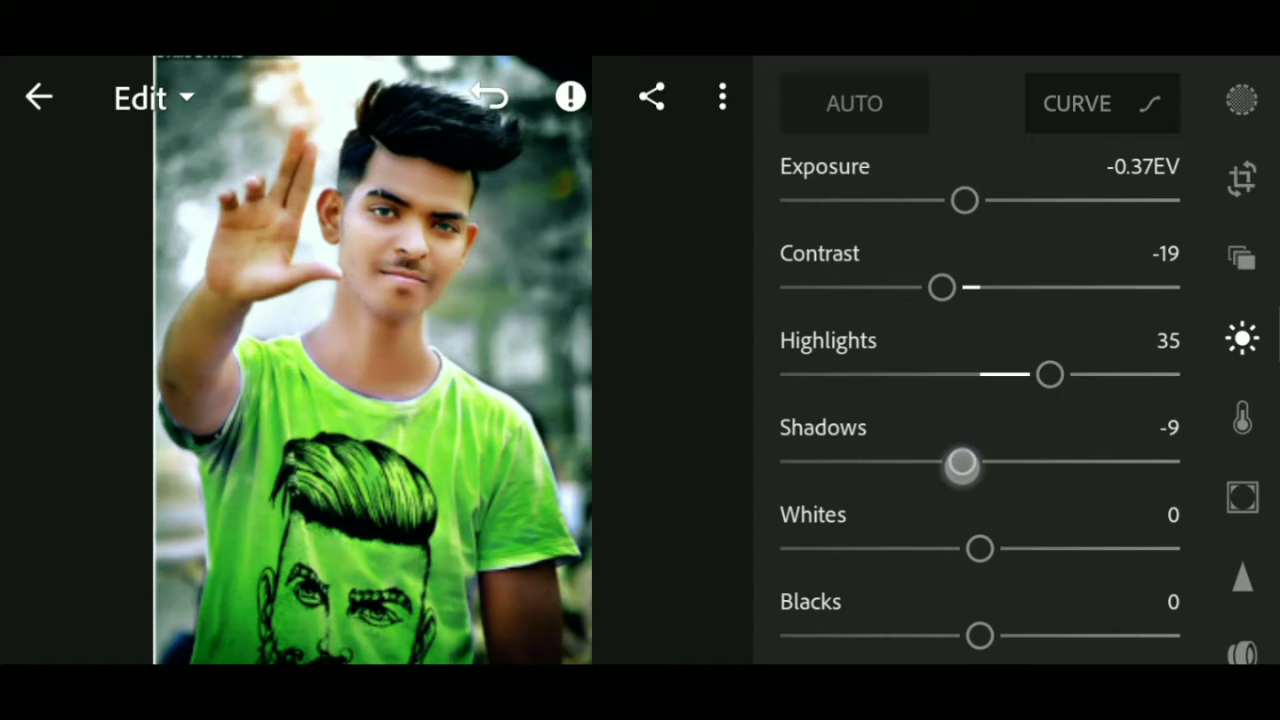 Edit
AUTO
CURVE
Exposure
-0.37EV
Contrast
-19
Highlights
35
Shadows
-9
Whites
0
Blacks
0